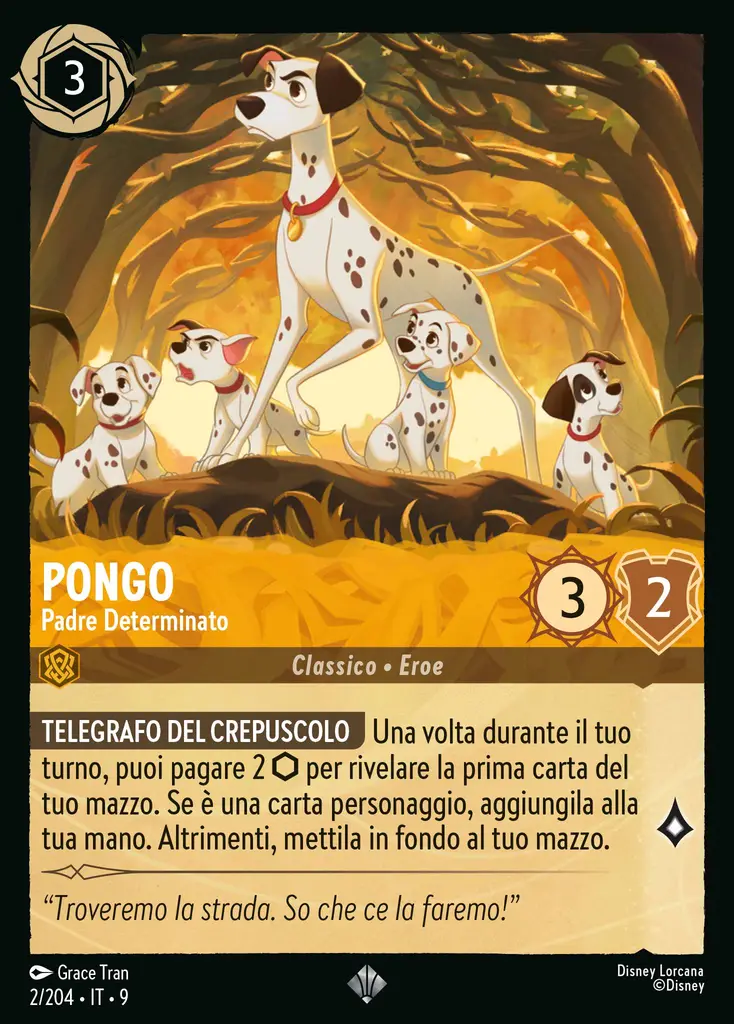 3
PONGO
Padre Determinato
3
2
Classico • Eroe
TELEGRAFO DEL CREPUSCOLO Una volta durante il tuo
turno, puoi pagare 2 ⬡ per rivelare la prima carta del
tuo mazzo. Se è una carta personaggio, aggiungila alla
tua mano. Altrimenti, mettila in fondo al tuo mazzo.
“Troveremo la strada. So che ce la faremo!”
Grace Tran
2/204 • IT • 9
Disney Lorcana
©Disney